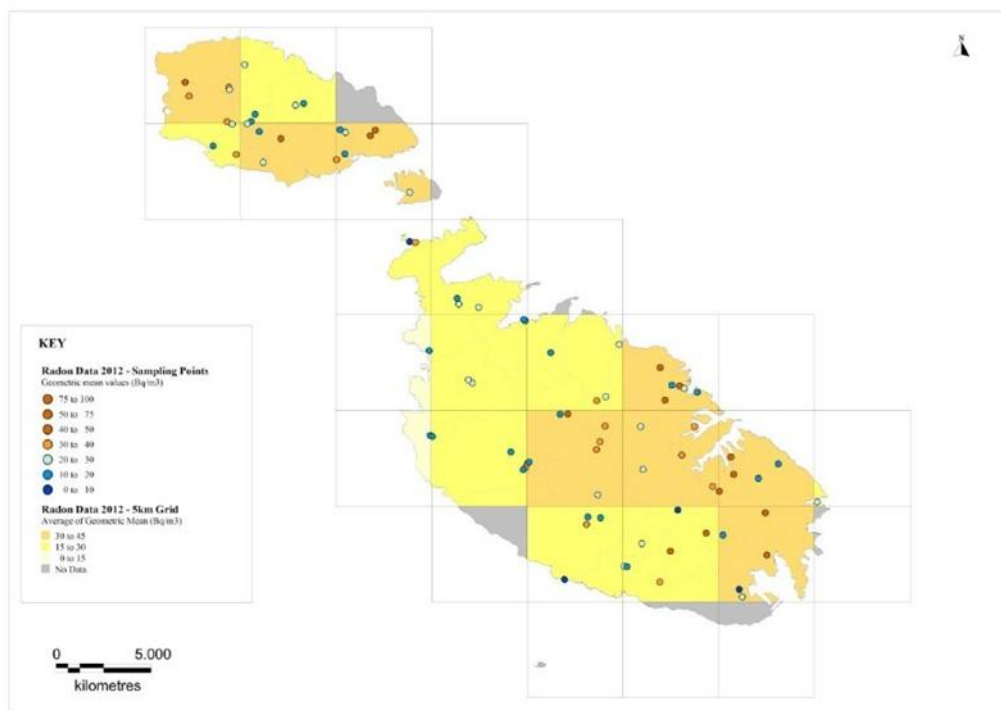 N
KEY
Radon Data 2012 - Sampling Points
Geometric mean values (Bq/m3)
75 to 100
50 to 75
40 to 50
30 to 40
20 to 30
10 to 20
0 to 10
Radon Data 2012 - 5km Grid
Average of Geometric Mean (Bq/m3)
30 to 45
15 to 30
0 to 15
No Data
0 5.000
kilometres